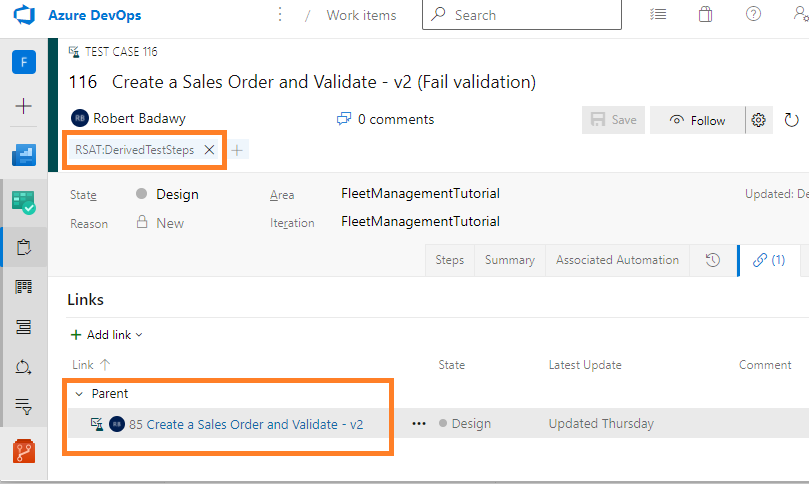 Azure DevOps
/ Work items
Search
F
TEST CASE 116
116 Create a Sales Order and Validate - v2 (Fail validation)
RB Robert Badawy
0 comments
Save
Follow
RSAT:DerivedTestSteps
State Design
Area FleetManagementTutorial
Updated: De
Reason New
Iteration FleetManagementTutorial
Steps Summary Associated Automation (1)
Links
+ Add link
Link State Latest Update Comment
Parent
RB 85 Create a Sales Order and Validate - v2 ... Design Updated Thursday